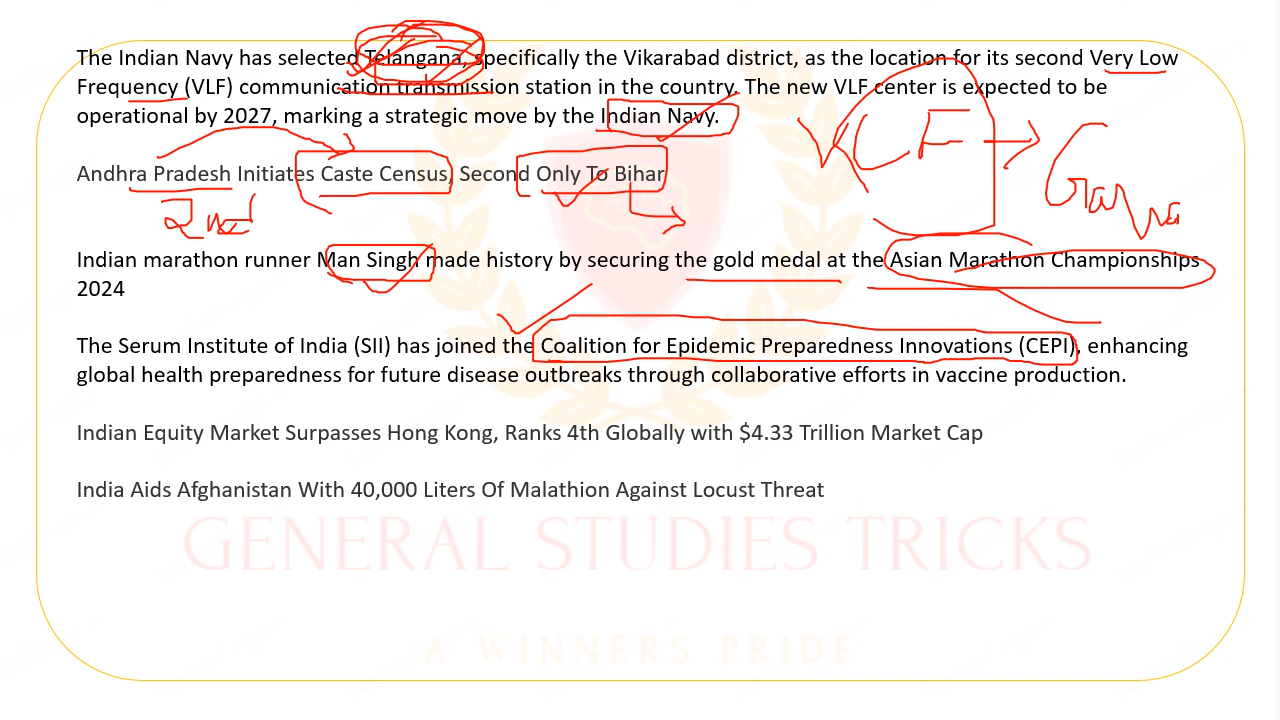 The Indian Navy has selected Telangana, specifically the Vikarabad district, as the location for its second Very Low
Frequency (VLF) communication transmission station in the country. The new VLF center is expected to be
operational by 2027, marking a strategic move by the Indian Navy.
Andhra Pradesh Initiates Caste Census, Second Only To Bihar
2nd
Indian marathon runner Man Singh made history by securing the gold medal at the Asian Marathon Championships
2024
The Serum Institute of India (SII) has joined the Coalition for Epidemic Preparedness Innovations (CEPI), enhancing
global health preparedness for future disease outbreaks through collaborative efforts in vaccine production.
Indian Equity Market Surpasses Hong Kong, Ranks 4th Globally with $4.33 Trillion Market Cap
India Aids Afghanistan With 40,000 Liters Of Malathion Against Locust Threat
GENERAL STUDIES TRICKS
A WINNERS PRIDE